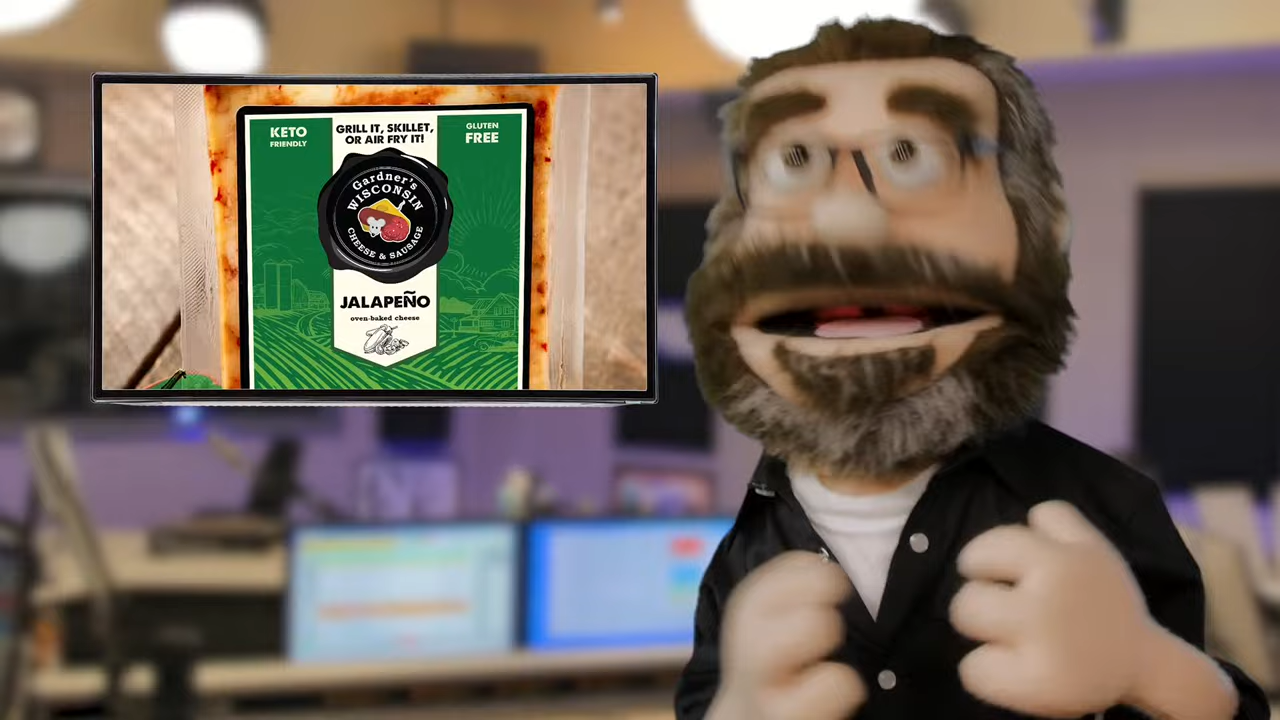 KETO
FRIENDLY
GRILL IT, SKILLET,
OR AIR FRY IT!
GLUTEN
FREE
Gardner's
WISCONSIN
CHEESE & SAUSAGE
JALAPEÑO
oven-baked cheese